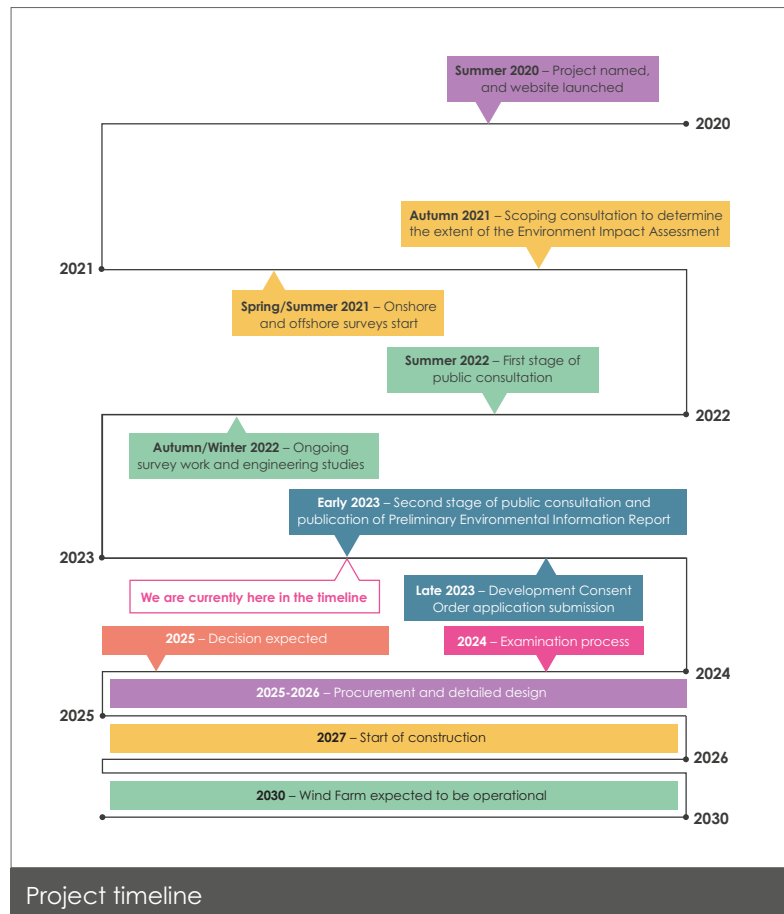 Summer 2020 – Project named,
and website launched
2020
Autumn 2021 – Scoping consultation to determine
the extent of the Environment Impact Assessment
2021
Spring/Summer 2021 – Onshore
and offshore surveys start
Summer 2022 – First stage of
public consultation
2022
Autumn/Winter 2022 – Ongoing
survey work and engineering studies
Early 2023 – Second stage of public consultation and
publication of Preliminary Environmental Information Report
2023
We are currently here in the timeline
Late 2023 – Development Consent
Order application submission
2025 – Decision expected
2024 – Examination process
2024
2025-2026 – Procurement and detailed design
2025
2027 – Start of construction
2026
2030 – Wind Farm expected to be operational
2030
Project timeline